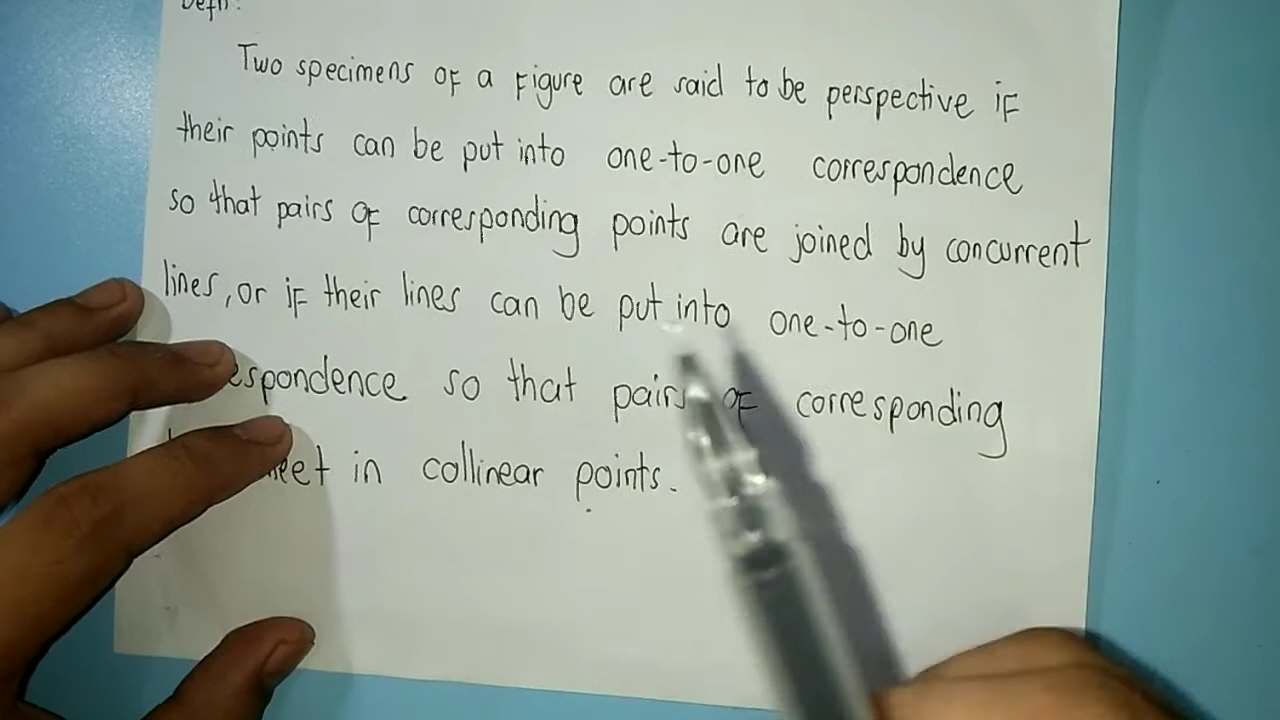 Defn:
Two specimens of a figure are said to be perspective if
their points can be put into one-to-one correspondence
so that pairs of corresponding points are joined by concurrent
lines, or if their lines can be put into one-to-one
espondence so that pairs of corresponding
meet in collinear points.